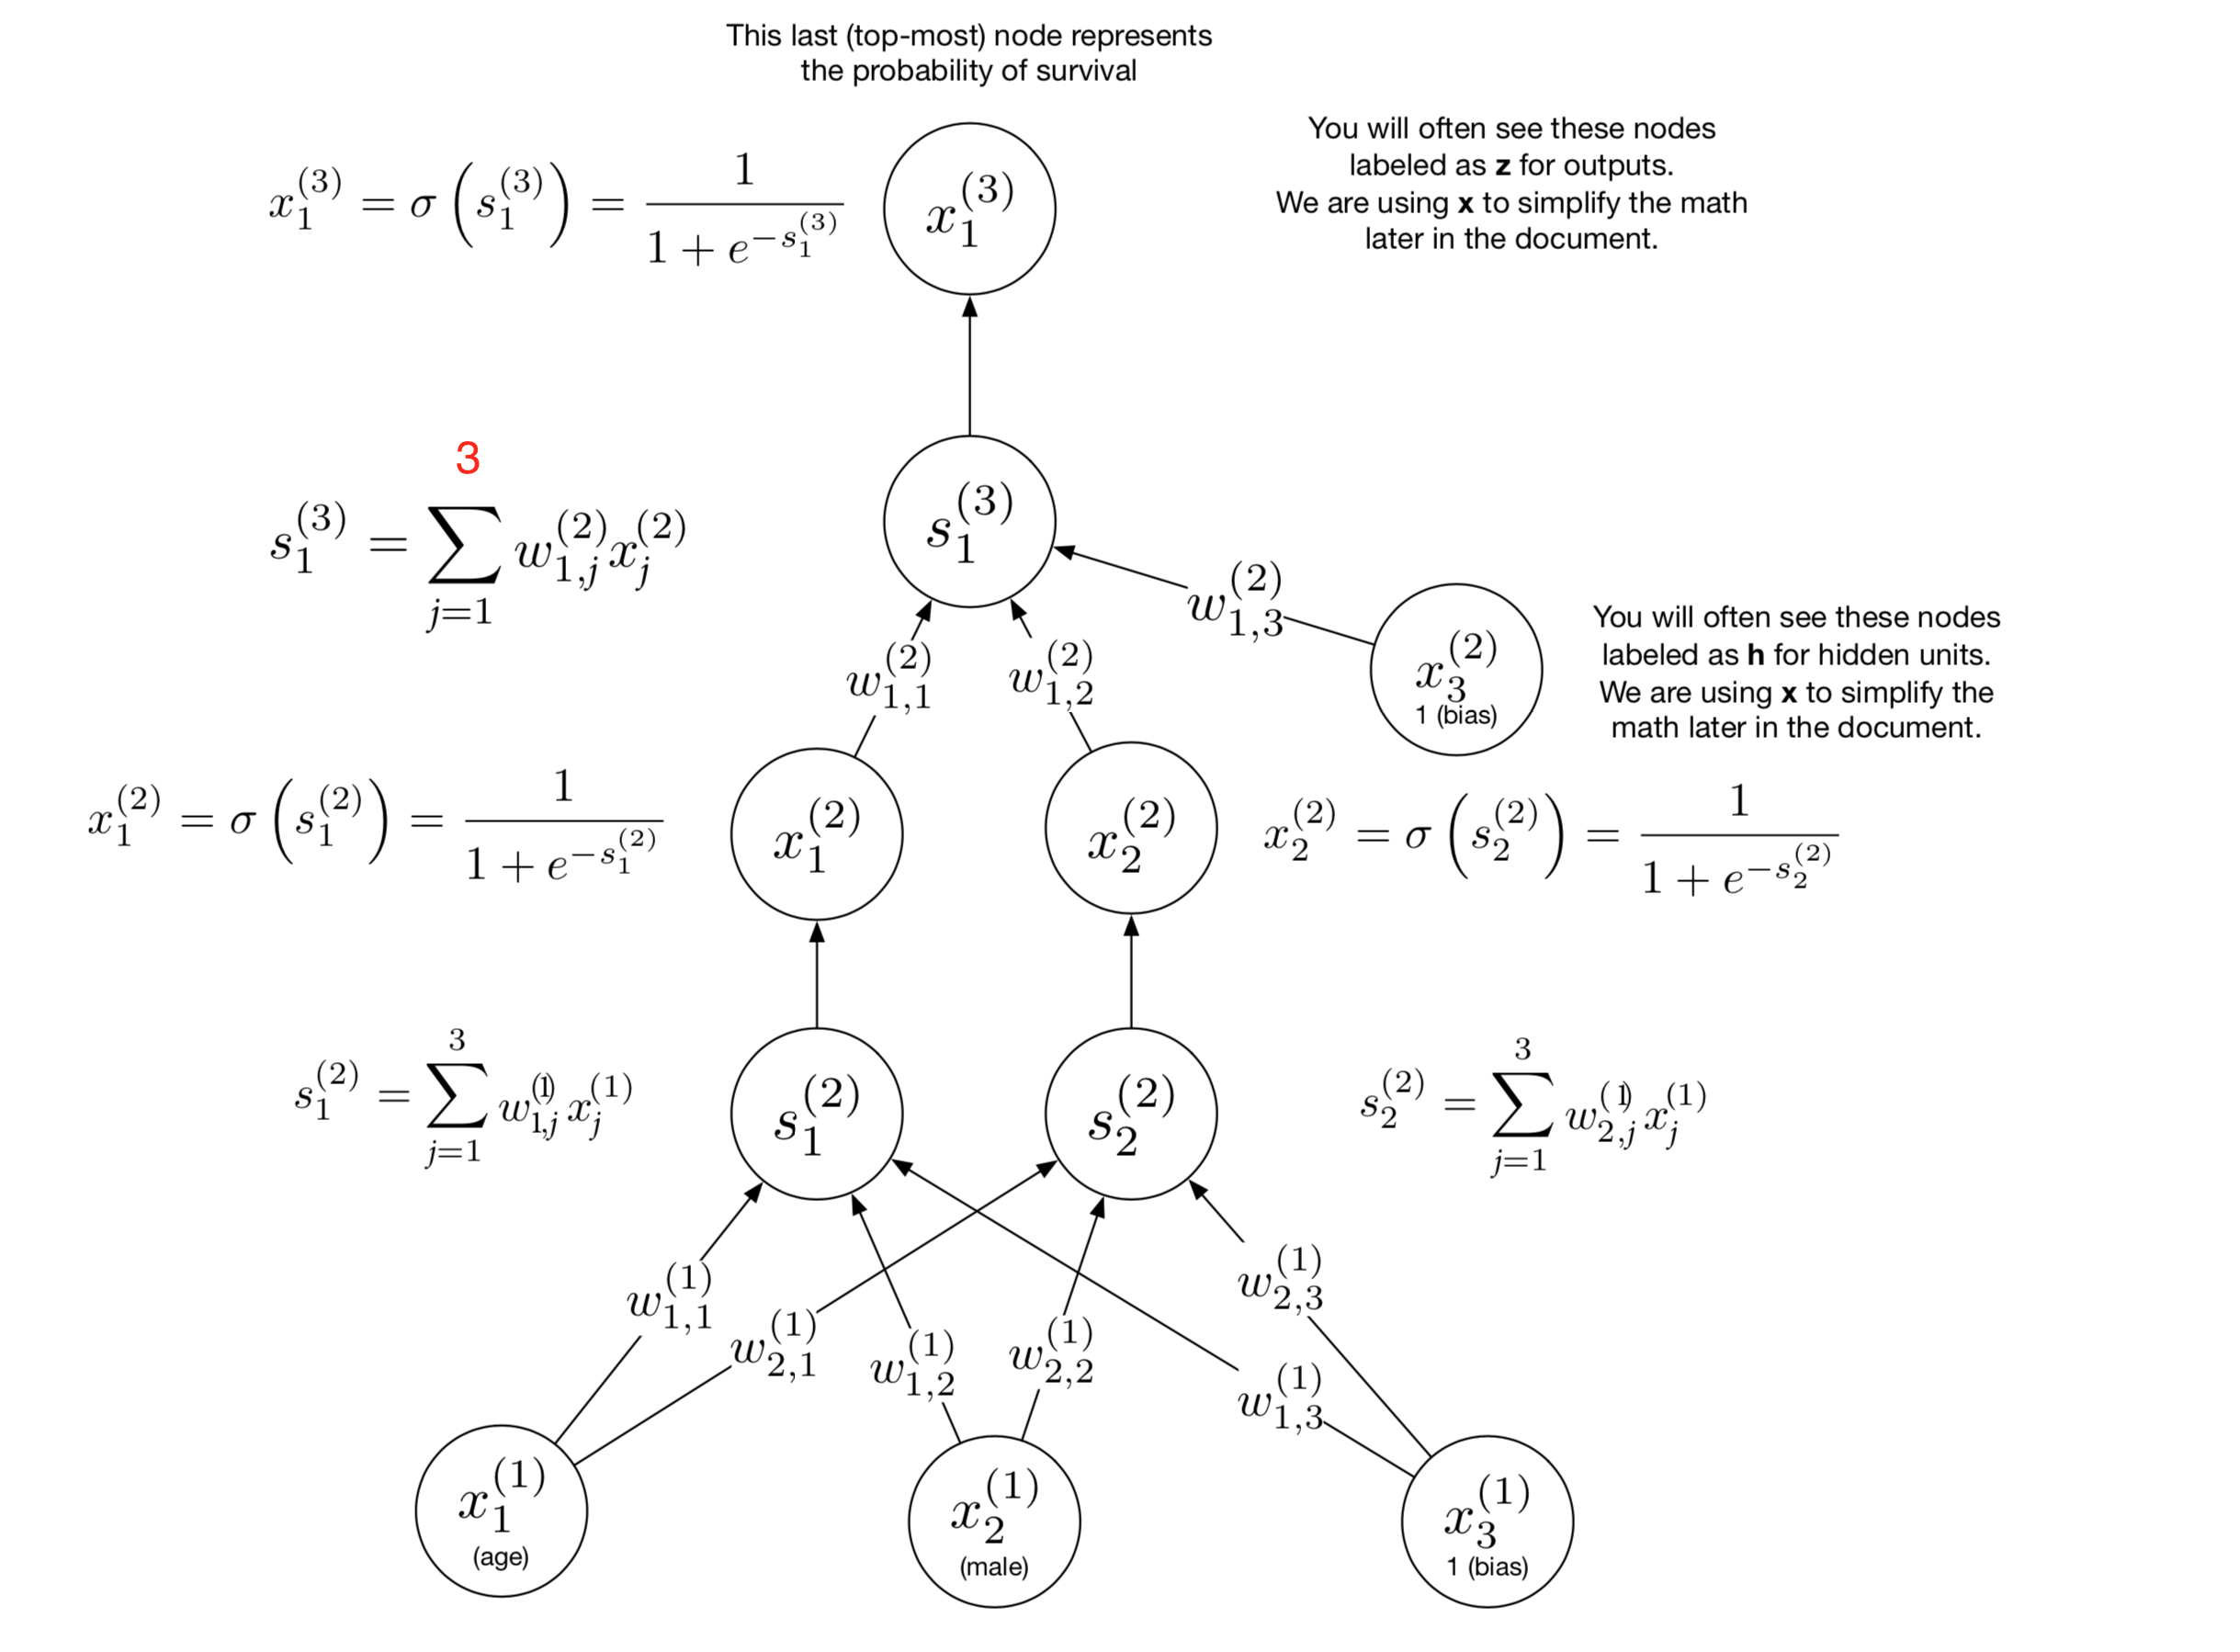 This last (top-most) node represents
the probability of survival
You will often see these nodes
labeled as z for outputs.
We are using x to simplify the math
later in the document.
x_1^{(3)} = σ(s_1^{(3)}) = \frac{1}{1 + e^{-s_1^{(3)}}}
x_1^{(3)}
s_1^{(3)} = \sum_{j=1}^{3} w_{1,j}^{(2)} x_j^{(2)}
s_1^{(3)}
w_{1,3}^{(2)}
w_{1,1}^{(2)}
w_{1,2}^{(2)}
x_3^{(2)}
1 (bias)
You will often see these nodes
labeled as h for hidden units.
We are using x to simplify the
math later in the document.
x_1^{(2)} = σ(s_1^{(2)}) = \frac{1}{1 + e^{-s_1^{(2)}}}
x_1^{(2)}
x_2^{(2)}
x_2^{(2)} = σ(s_2^{(2)}) = \frac{1}{1 + e^{-s_2^{(2)}}}
s_1^{(2)} = \sum_{j=1}^{3} w_{1,j}^{(1)} x_j^{(1)}
s_1^{(2)}
s_2^{(2)}
s_2^{(2)} = \sum_{j=1}^{3} w_{2,j}^{(1)} x_j^{(1)}
w_{1,1}^{(1)}
w_{2,1}^{(1)}
w_{1,2}^{(1)}
w_{2,2}^{(1)}
w_{2,3}^{(1)}
w_{1,3}^{(1)}
x_1^{(1)}
(age)
x_2^{(1)}
(male)
x_3^{(1)}
1 (bias)